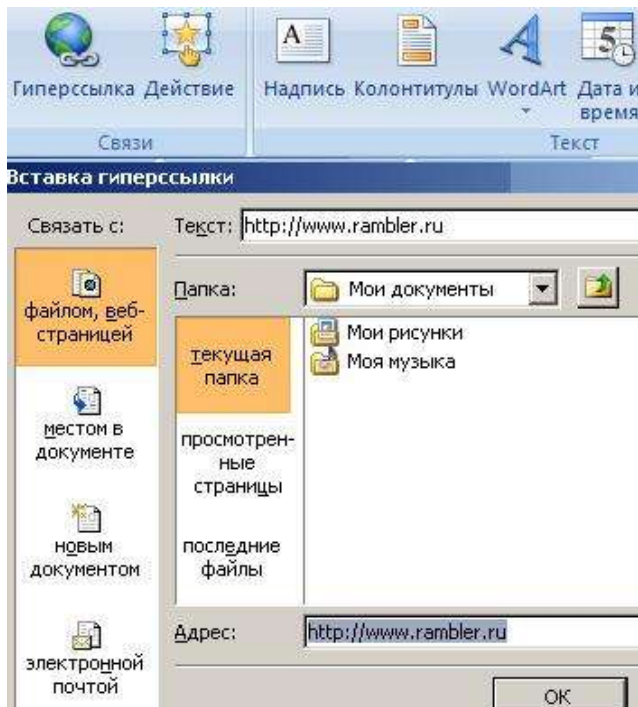 Гиперссылка Действие Надпись Колонтитулы WordArt Дата и
время
Связи Текст
Вставка гиперссылки
Связать с: Текст: http://www.rambler.ru
файлом, веб-
страницей
Папка: Мои документы
текущая
папка
Мои рисунки
Моя музыка
местом в
документе
просмотрен-
ные
страницы
новым
документом
последние
файлы
Адрес: http://www.rambler.ru
электронной
почтой
ОК